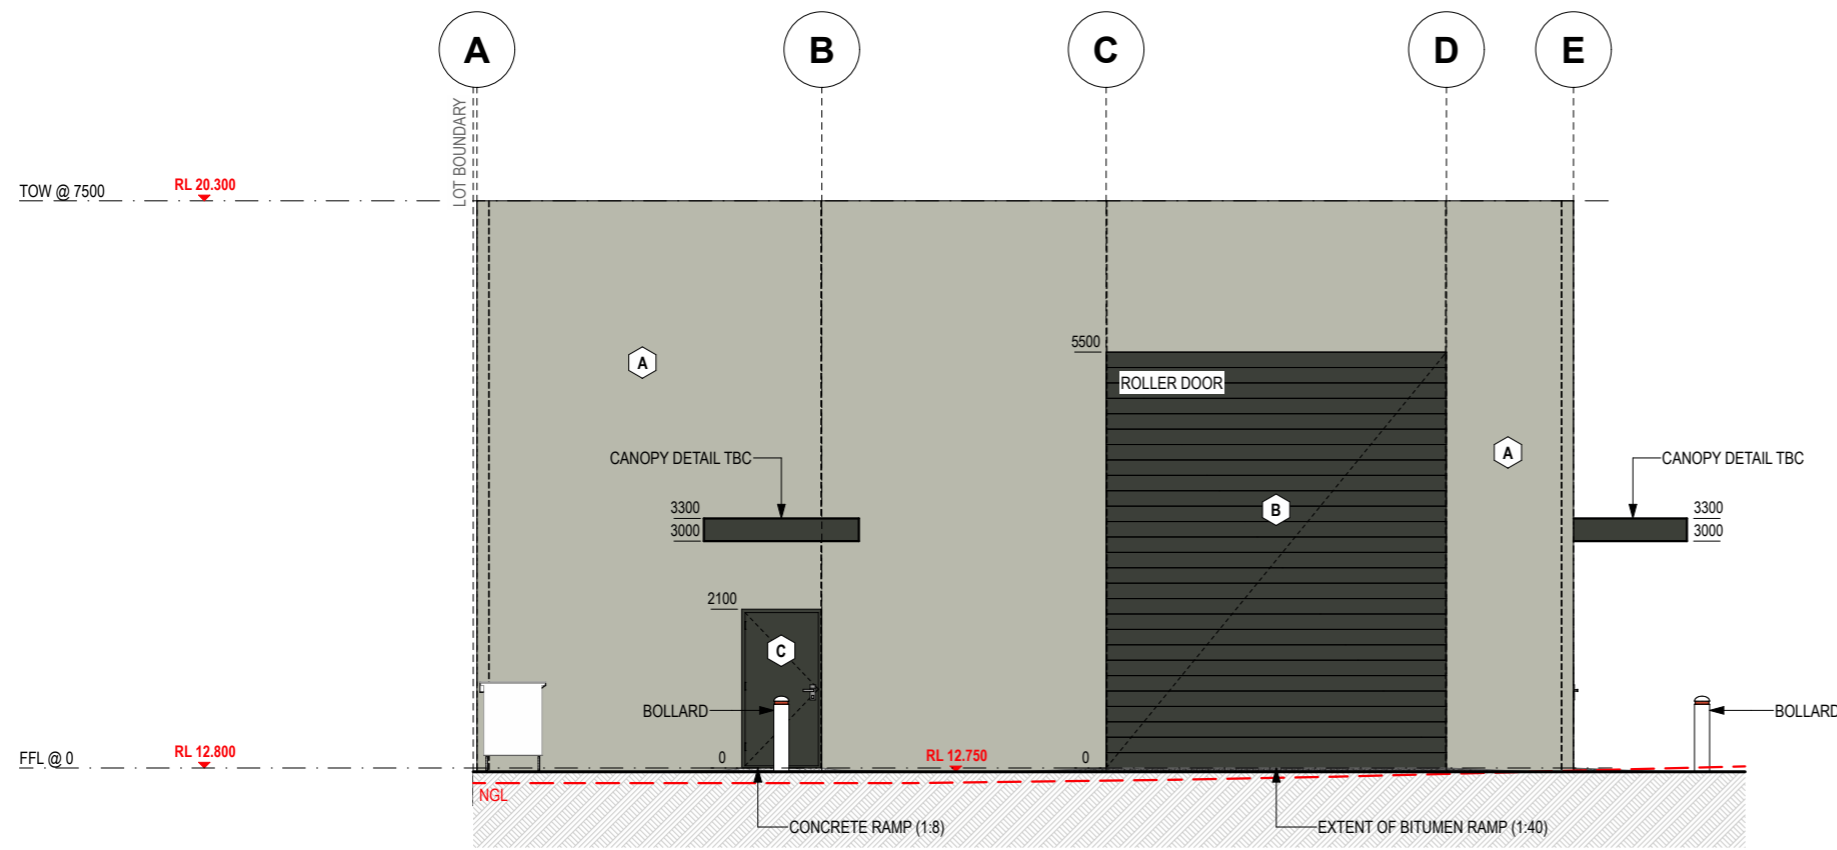 A B C D E
LOT BOUNDARY
TOW @ 7500
RL 20.300
5500
ROLLER DOOR
A
A
CANOPY DETAIL TBC
CANOPY DETAIL TBC
B
3300
3000
3300
3000
2100
C
BOLLARD
BOLLARD
FFL @ 0
RL 12.800
0
RL 12.750
0
NGL
CONCRETE RAMP (1:8)
EXTENT OF BITUMEN RAMP (1:40)